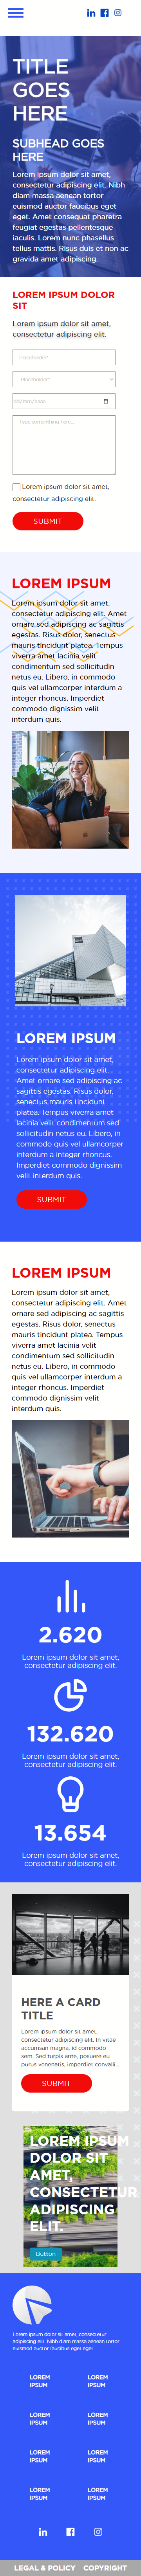 TITLE
GOES
HERE
SUBHEAD GOES
HERE
Lorem ipsum dolor sit amet,
consectetur adipiscing elit. Nibh
diam massa aenean tortor
euismod auctor faucibus eget
eget. Amet consequat pharetra
feugiat egestas pellentesque
iaculis. Lorem nunc phasellus
tellus mattis. Risus duis et non ac
gravida amet adipiscing.
LOREM IPSUM DOLOR
SIT
Lorem ipsum dolor sit amet,
consectetur adipiscing elit.
Placeholder*
Placeholder*
dd/mm/aaaa
Type something here...
Lorem ipsum dolor sit amet,
consectetur adipiscing elit.
SUBMIT
LOREM IPSUM
Lorem ipsum dolor sit amet,
consectetur adipiscing elit. Amet
ornare sed adipiscing ac sagittis
egestas. Risus dolor, senectus
mauris tincidunt platea. Tempus
viverra amet lacinia velit
condimentum sed sollicitudin
netus eu. Libero, in commodo
quis vel ullamcorper interdum a
integer rhoncus. Imperdiet
commodo dignissim velit
interdum quis.
LOREM IPSUM
Lorem ipsum dolor sit amet,
consectetur adipiscing elit.
Amet ornare sed adipiscing ac
sagittis egestas. Risus dolor,
senectus mauris tincidunt
platea. Tempus viverra amet
lacinia velit condimentum sed
sollicitudin netus eu. Libero, in
commodo quis vel ullamcorper
interdum a integer rhoncus.
Imperdiet commodo dignissim
velit interdum quis.
SUBMIT
LOREM IPSUM
Lorem ipsum dolor sit amet,
consectetur adipiscing elit. Amet
ornare sed adipiscing ac sagittis
egestas. Risus dolor, senectus
mauris tincidunt platea. Tempus
viverra amet lacinia velit
condimentum sed sollicitudin
netus eu. Libero, in commodo
quis vel ullamcorper interdum a
integer rhoncus. Imperdiet
commodo dignissim velit
interdum quis.
2.620
Lorem ipsum dolor sit amet,
consectetur adipiscing elit.
132.620
Lorem ipsum dolor sit amet,
consectetur adipiscing elit.
13.654
Lorem ipsum dolor sit amet,
consectetur adipiscing elit.
HERE A CARD
TITLE
Lorem ipsum dolor sit amet,
consectetur adipiscing elit. In vitae
accumsan magna, id commodo
sem. Sed turpis ante, posuere eu
purus venenatis, imperdiet convalli...
SUBMIT
LOREM IPSUM
DOLOR SIT
AMET,
CONSECTETUR
ADIPISCING
ELIT.
Button
Lorem ipsum dolor sit amet, consectetur
adipiscing elit. Nibh diam massa aenean tortor
euismod auctor faucibus eget eget.
LOREM IPSUM
LOREM IPSUM
LOREM IPSUM
LOREM IPSUM
LOREM IPSUM
LOREM IPSUM
LOREM IPSUM
LOREM IPSUM
LEGAL & POLICY COPYRIGHT